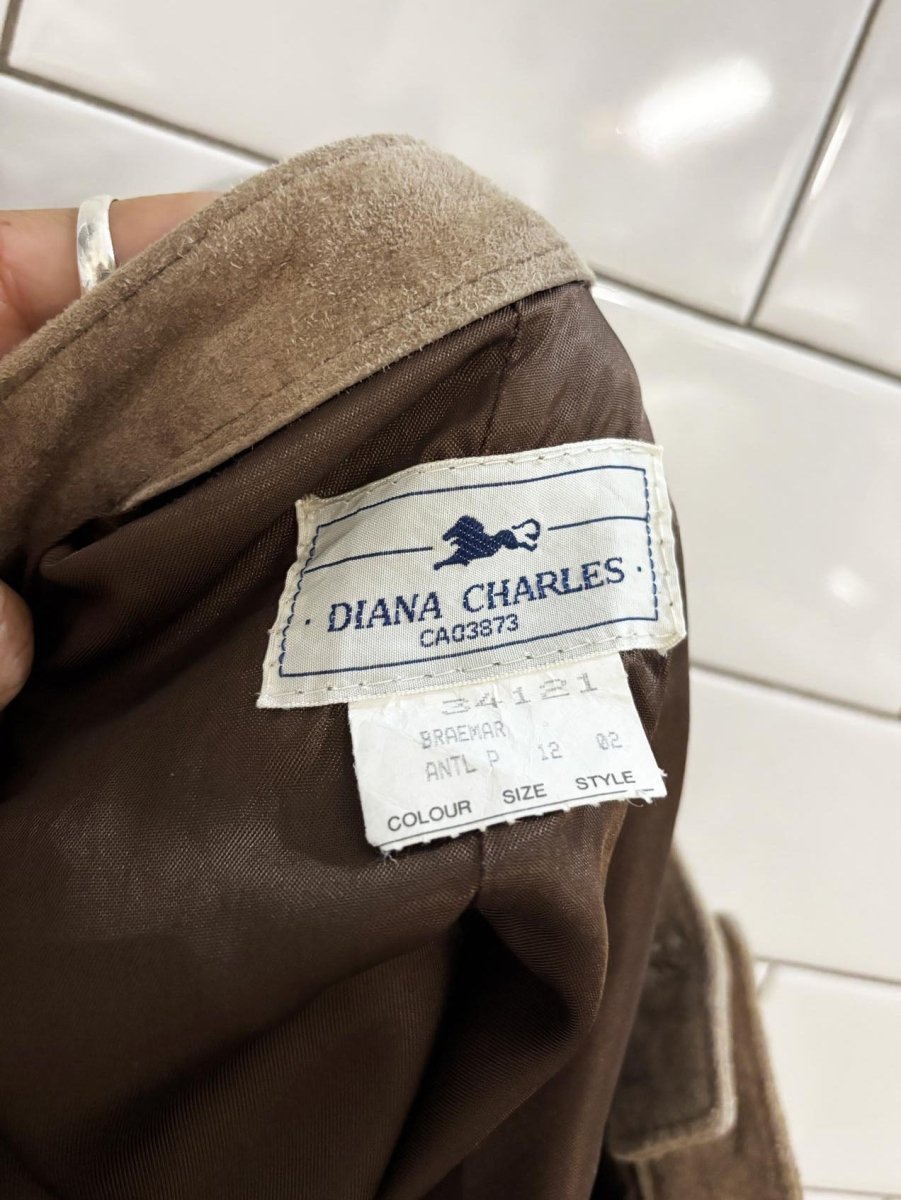 · DIANA CHARLES ·
CA03873
34121
BRAEMAR
ANTL P 12 02
COLOUR SIZE STYLE